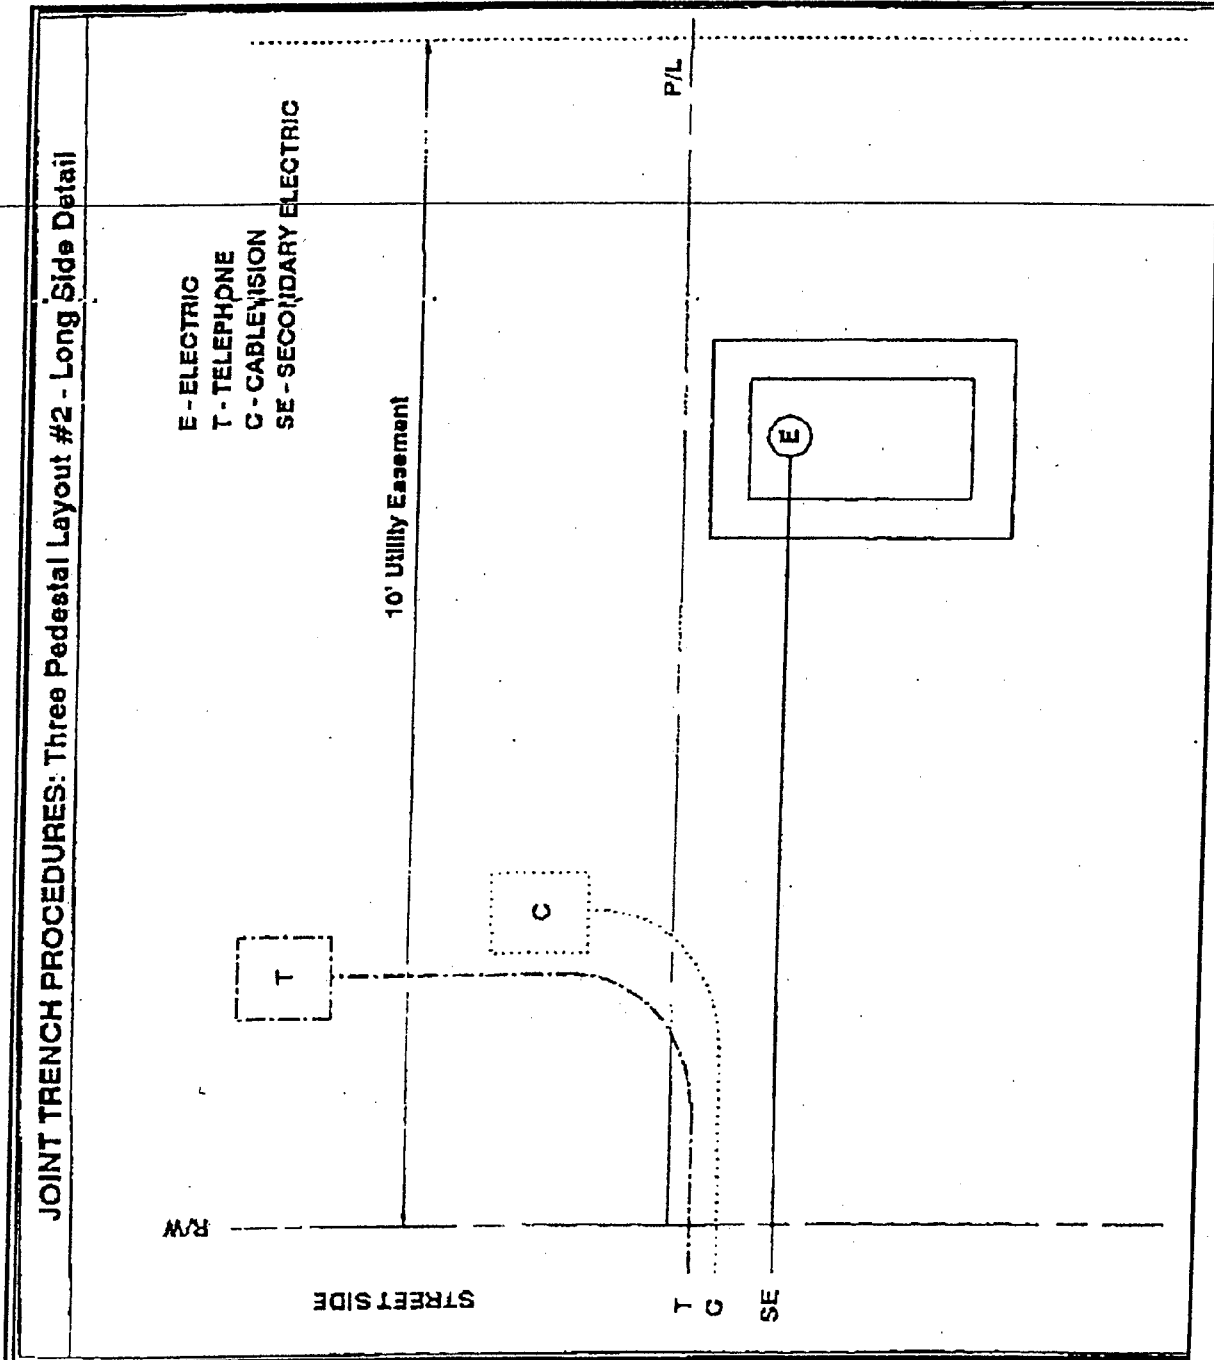 JOINT TRENCH PROCEDURES: Three Pedestal Layout #2 - Long Side Detail
E - ELECTRIC
T - TELEPHONE
C - CABLEVISION
SE - SECONDARY ELECTRIC
10' Utility Easement
P/L
T
C
E
R/W
STREET SIDE
T
C
SE